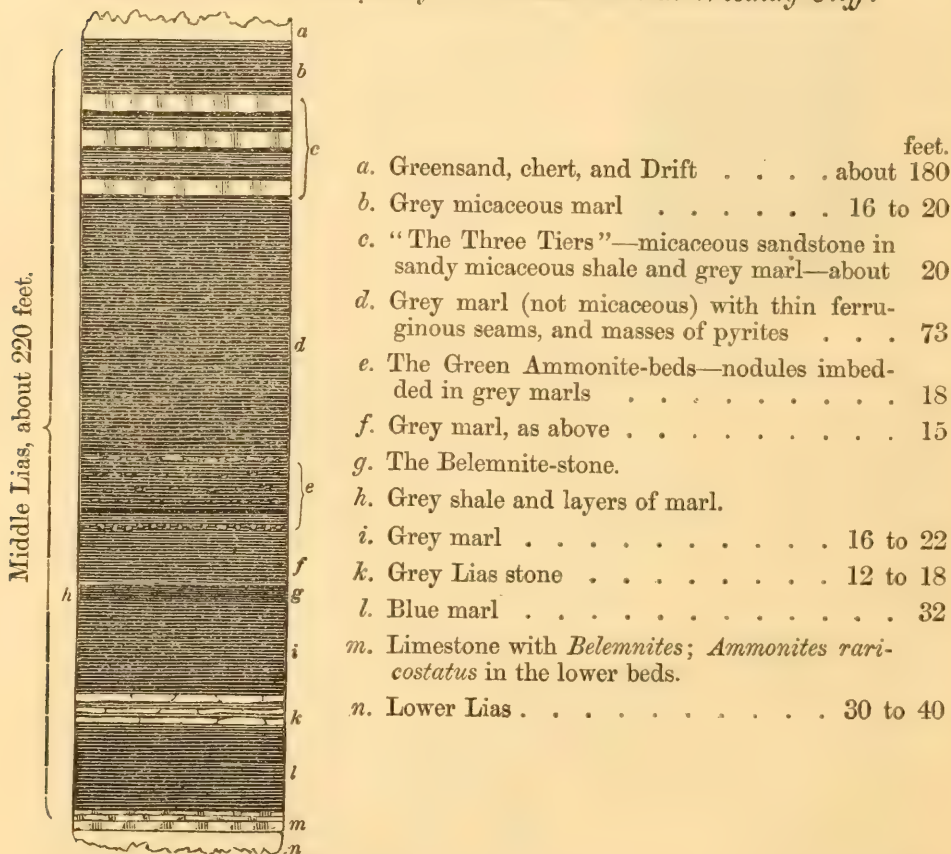 a
b
c
d
e
f
g
h
i
k
l
m
n
Middle Lias, about 220 feet.
feet.
a. Greensand, chert, and Drift . . . . about 180
b. Grey micaceous marl . . . . . . 16 to 20
c. "The Three Tiers"—micaceous sandstone in
sandy micaceous shale and grey marl—about 20
d. Grey marl (not micaceous) with thin ferru-
ginous seams, and masses of pyrites . . . 73
e. The Green Ammonite-beds—nodules imbed-
ded in grey marls . . . . . . . . 18
f. Grey marl, as above . . . . . . . . . 15
g. The Belemnite-stone.
h. Grey shale and layers of marl.
i. Grey marl . . . . . . . . . . 16 to 22
k. Grey Lias stone . . . . . . . . 12 to 18
l. Blue marl . . . . . . . . . . . . 32
m. Limestone with Belemnites; Ammonites rari-
costatus in the lower beds.
n. Lower Lias . . . . . . . . . . 30 to 40